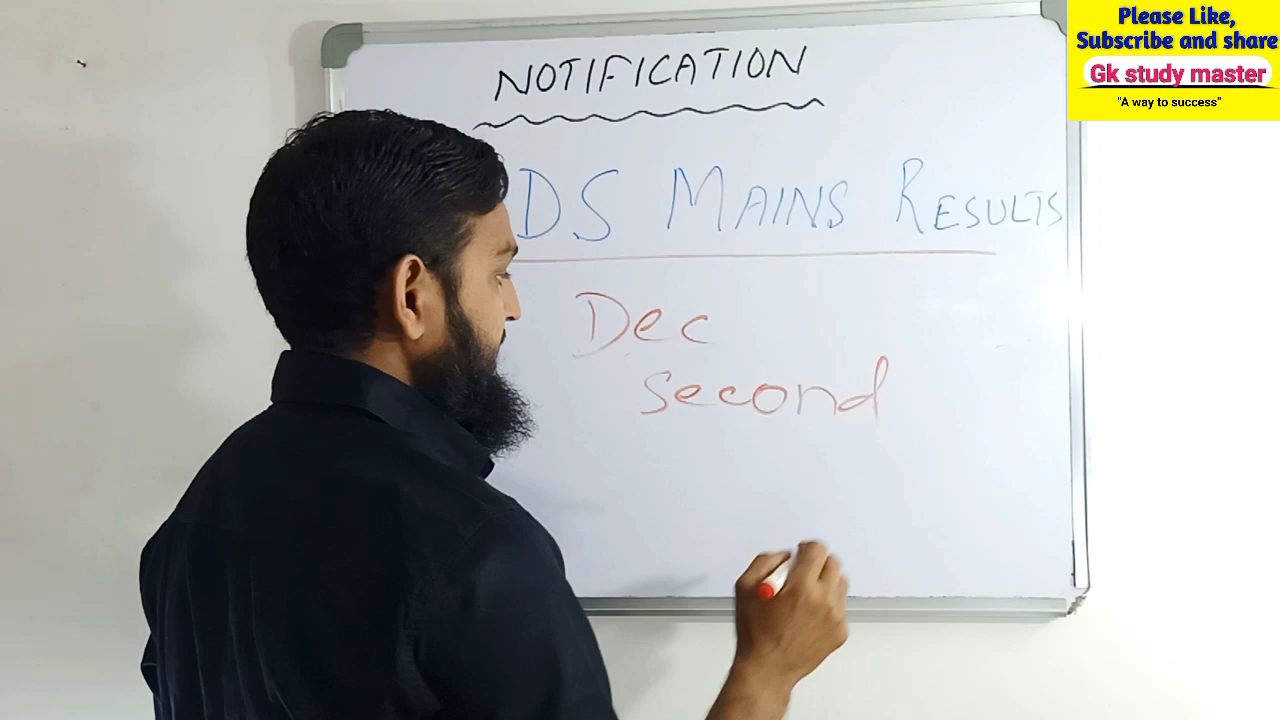 NOTIFICATION
DS MAINS RESULTS
Dec
second
Please Like,
Subscribe and share
Gk study master
"A way to success"